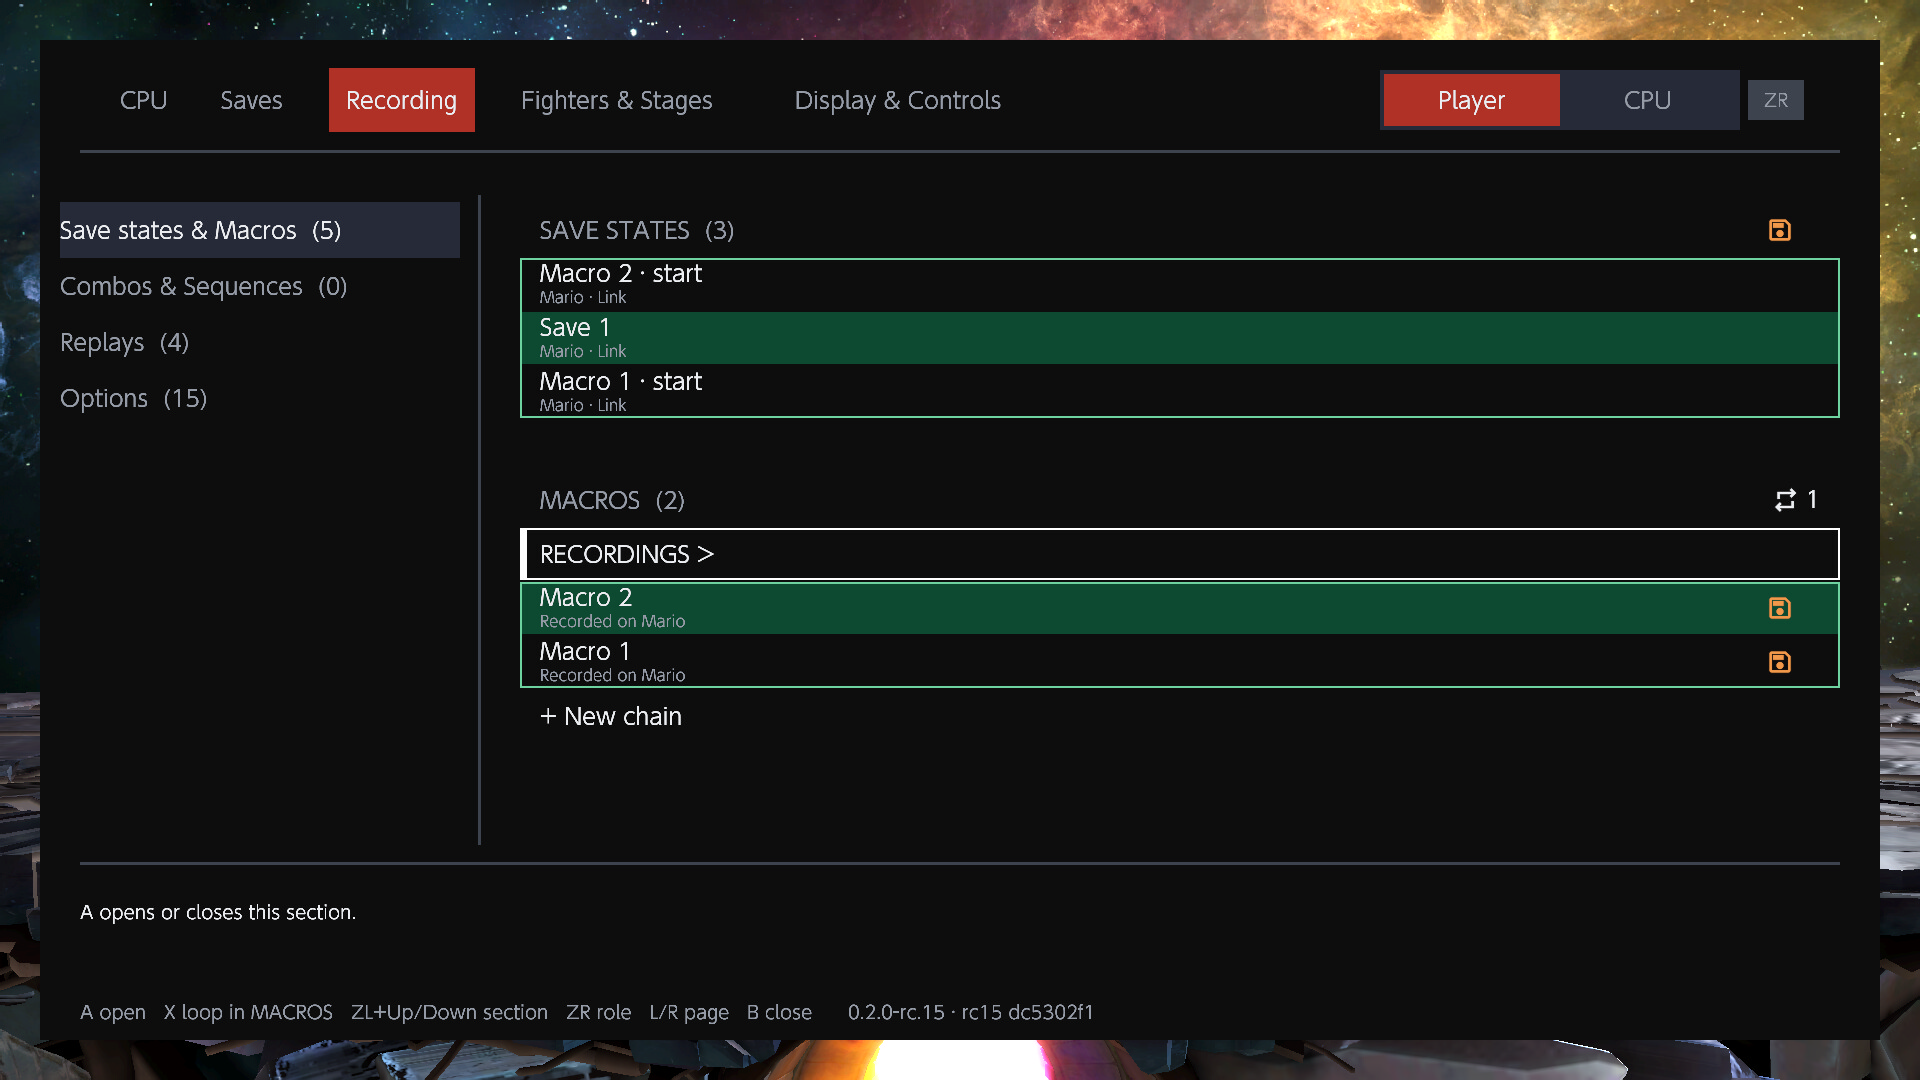 CPU Saves Recording Fighters & Stages Display & Controls Player CPU ZR
Save states & Macros (5)
Combos & Sequences (0)
Replays (4)
Options (15)
SAVE STATES (3)
Macro 2 · start
Mario · Link
Save 1
Mario · Link
Macro 1 · start
Mario · Link
MACROS (2) 1
RECORDINGS >
Macro 2
Recorded on Mario
Macro 1
Recorded on Mario
+ New chain
A opens or closes this section.
A open X loop in MACROS ZL+Up/Down section ZR role L/R page B close 0.2.0-rc.15 · rc15 dc5302f1